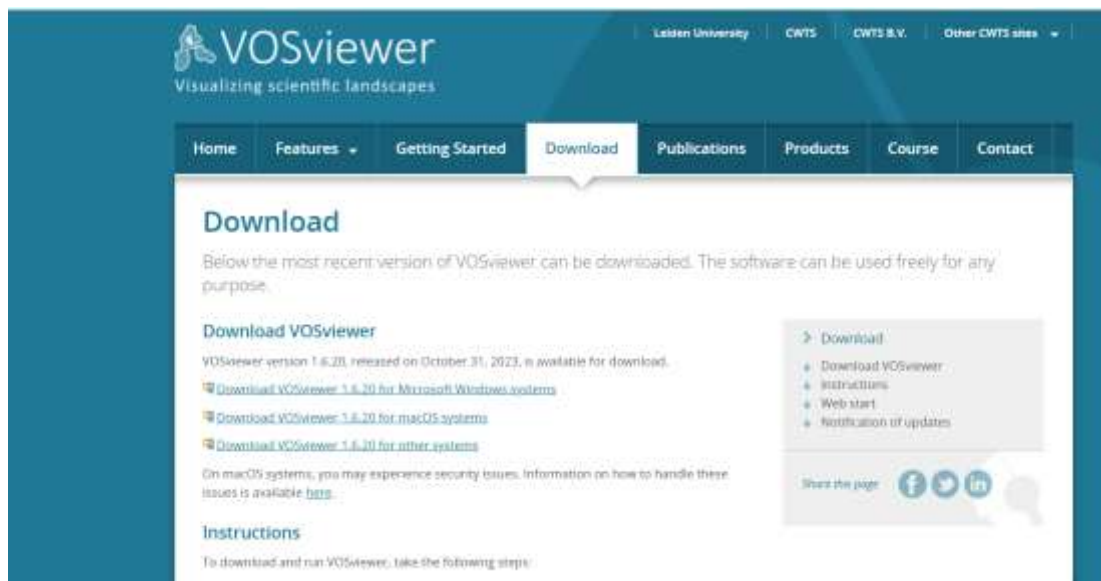 VOSviewer
Visualizing scientific landscapes
Leiden University CWTS CWTS B.V. Other CWTS sites
Home Features Getting Started Download Publications Products Course Contact
Download
Below the most recent version of VOSviewer can be downloaded. The software can be used freely for any
purpose.
Download VOSviewer
VOSviewer version 1.6.20, released on October 31, 2023, is available for download.
Download VOSviewer 1.6.20 for Microsoft Windows systems
Download VOSviewer 1.6.20 for macOS systems
Download VOSviewer 1.6.20 for other systems
On macOS systems, you may experience security issues. Information on how to handle these
issues is available here.
Instructions
To download and run VOSviewer, take the following steps:
Download
Download VOSviewer
Instructions
Web start
Notification of updates
Share this page